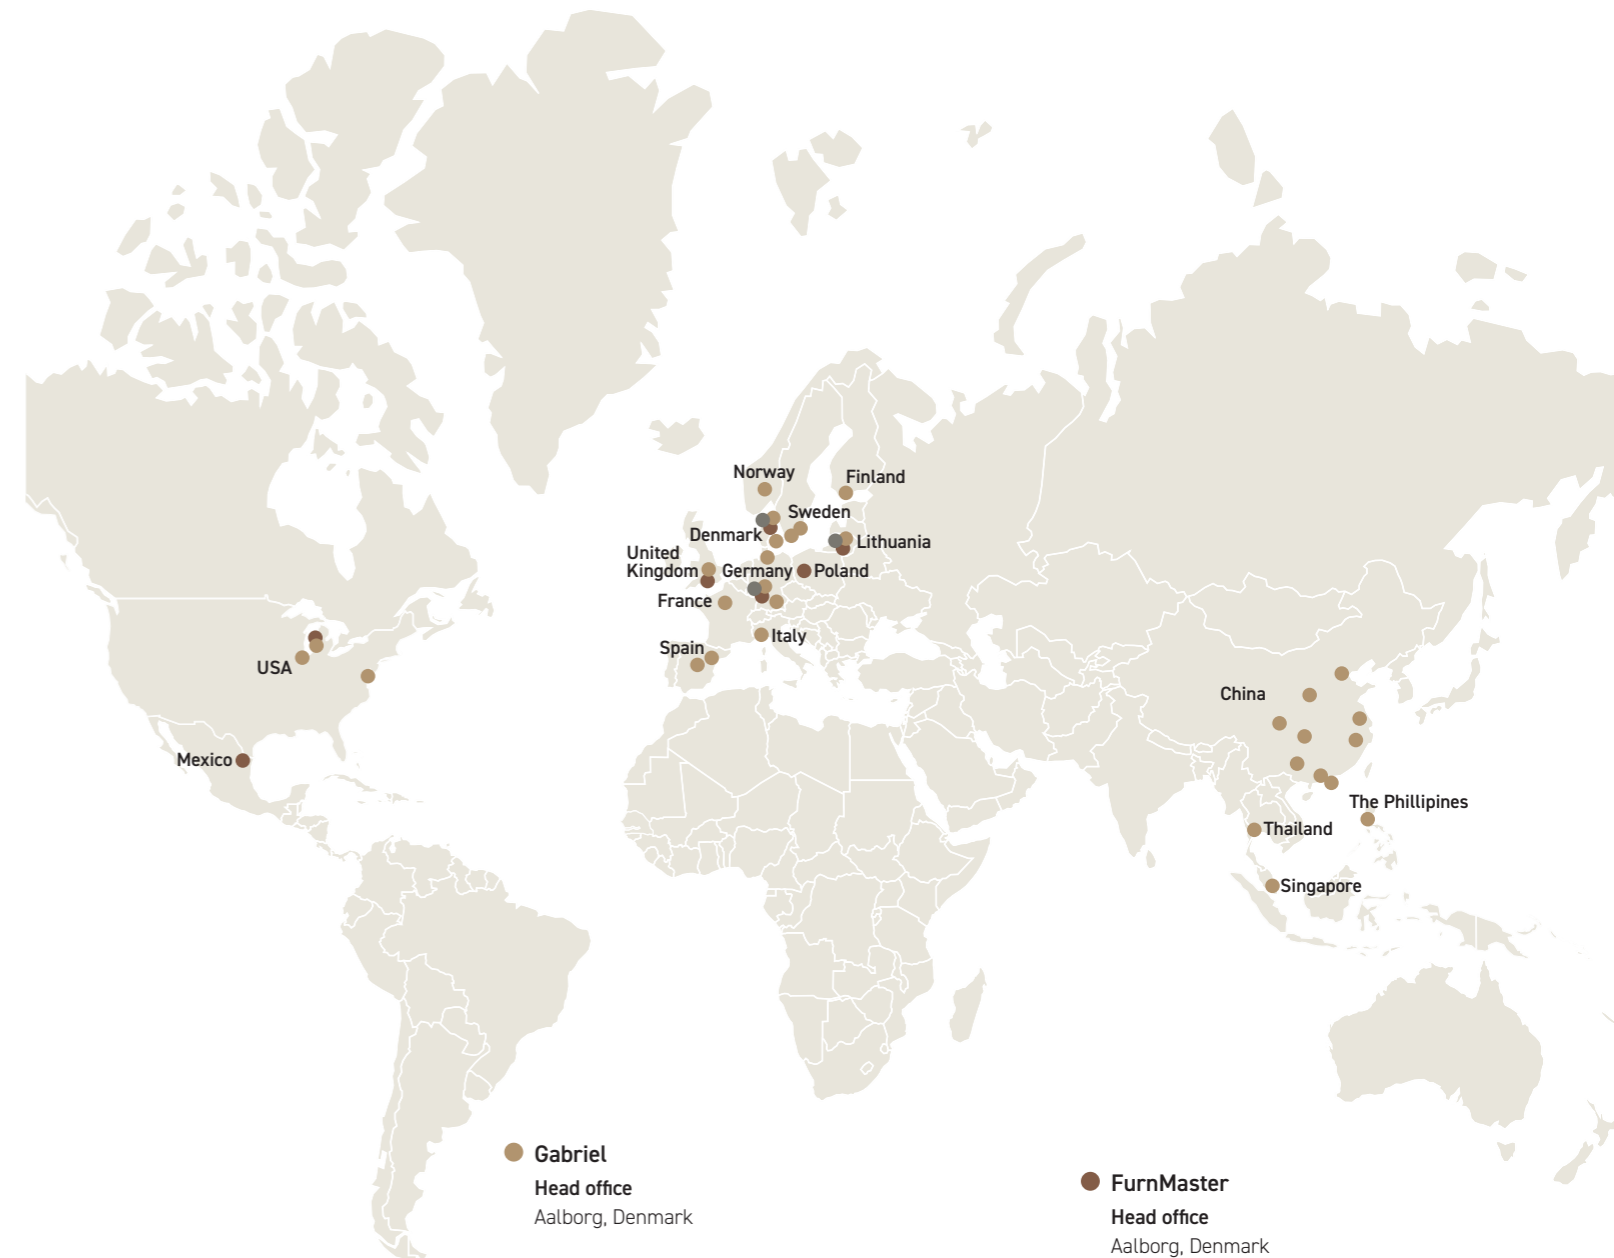 Norway
Finland
Sweden
Denmark
Lithuania
United
Kingdom
Germany
Poland
France
Italy
Spain
USA
China
Mexico
The Phillipines
Thailand
Singapore
Gabriel
Head office
Aalborg, Denmark
FurnMaster
Head office
Aalborg, Denmark